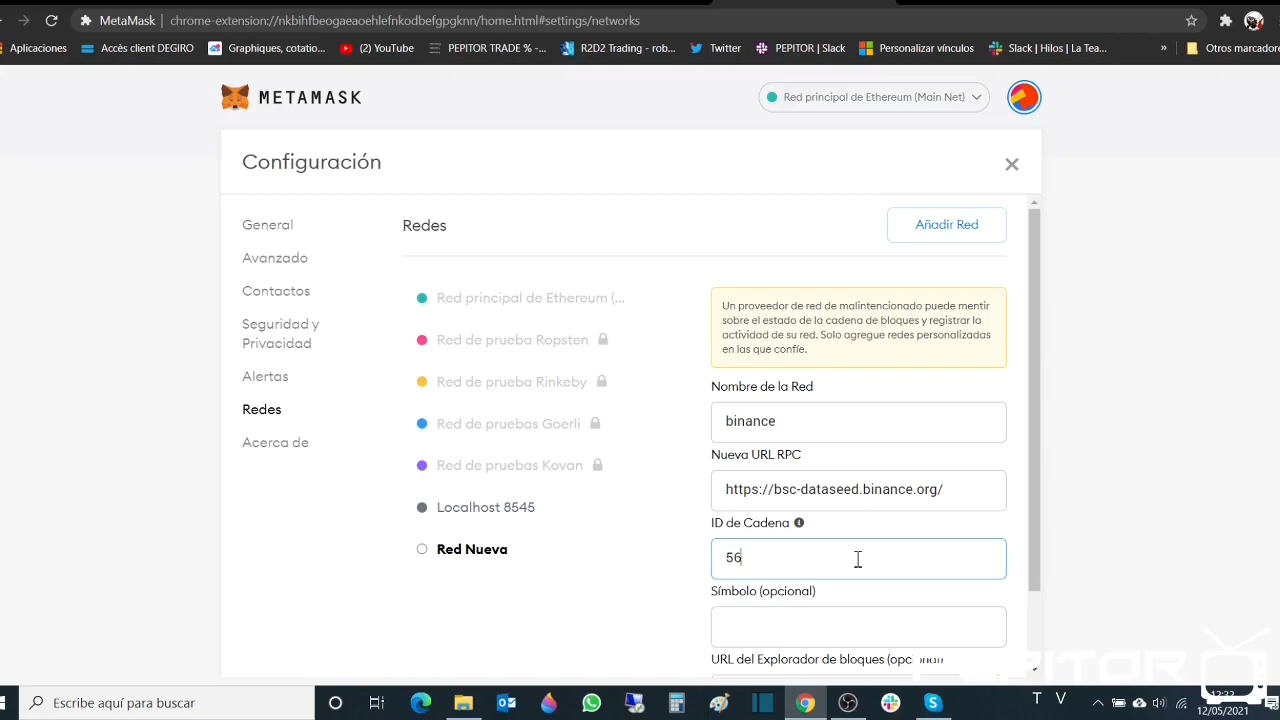 MetaMask chrome-extension://nkbihfbeogaeaoehlefnkodbefgpgknn/home.html#settings/networks
Aplicaciones Accès client DEGIRO Graphiques, cotatio... (2) YouTube PEPITOR TRADE %-... R2D2 Trading - rob... Twitter PEPITOR | Slack Personalizar vínculos Slack | Hilos | La Tea... » Otros marcador
METAMASK Red principal de Ethereum (Main Net)
Configuración
General
Avanzado
Contactos
Seguridad y
Privacidad
Alertas
Redes
Acerca de
Redes Añadir Red
Red principal de Ethereum (...
Red de prueba Ropsten
Red de prueba Rinkeby
Red de pruebas Goerli
Red de pruebas Kovan
Localhost 8545
Red Nueva
Un proveedor de red de malintencionado puede mentir
sobre el estado de la cadena de bloques y registrar la
actividad de su red. Solo agregue redes personalizadas
en las que confíe.
Nombre de la Red
binance
Nueva URL RPC
https://bsc-dataseed.binance.org/
ID de Cadena
56
Símbolo (opcional)
URL del Explorador de bloques (opcional)
PEPITOR
Escribe aquí para buscar
T V
12:32
12/05/2021